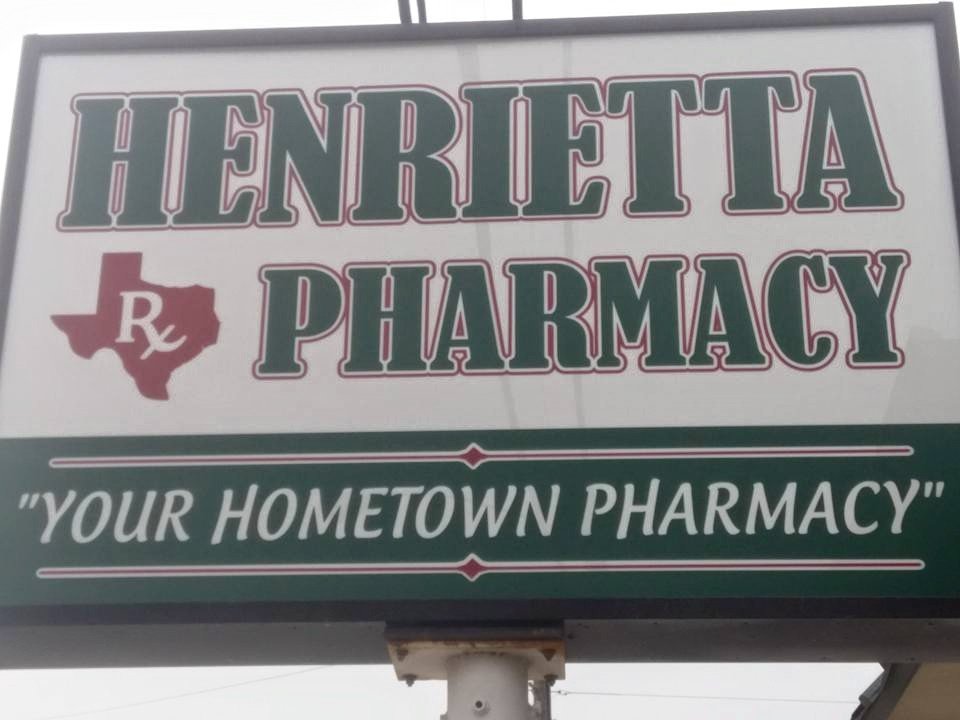 HENRIETTA
Rx PHARMACY
"YOUR HOMETOWN PHARMACY"